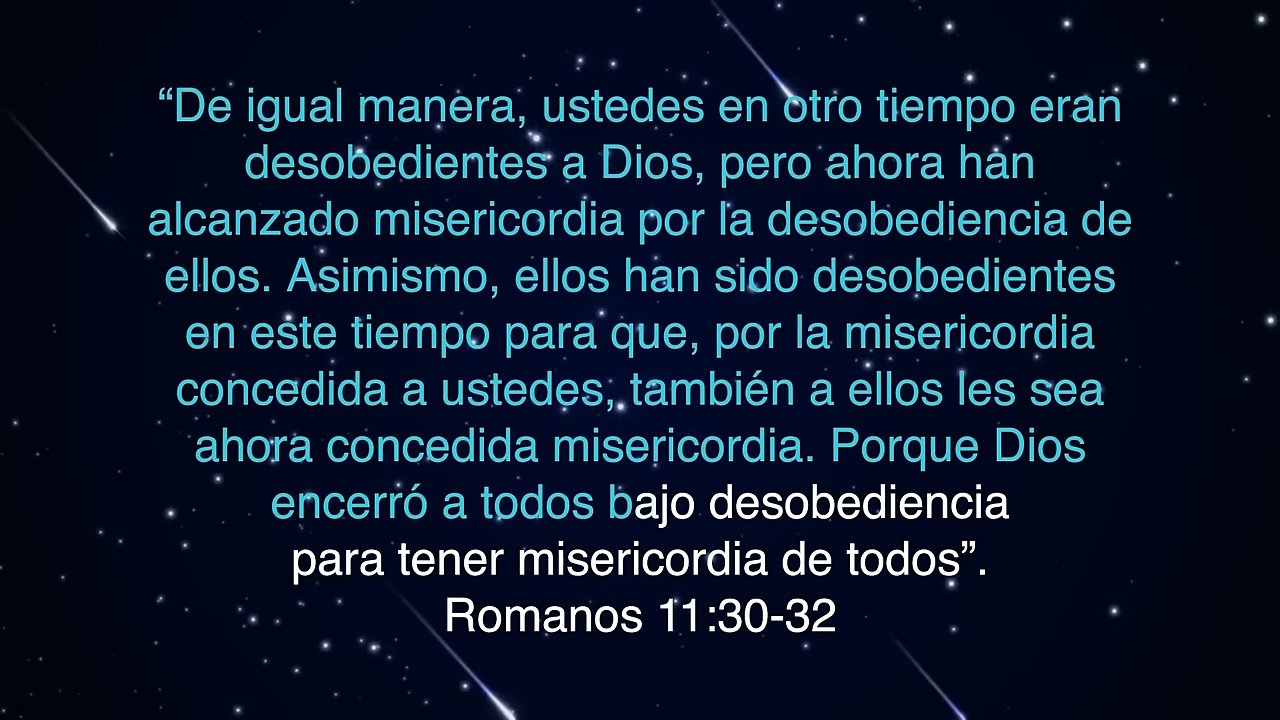 “De igual manera, ustedes en otro tiempo eran
desobedientes a Dios, pero ahora han
alcanzado misericordia por la desobediencia de
ellos. Asimismo, ellos han sido desobedientes
en este tiempo para que, por la misericordia
concedida a ustedes, también a ellos les sea
ahora concedida misericordia. Porque Dios
encerró a todos bajo desobediencia
para tener misericordia de todos”.
Romanos 11:30-32